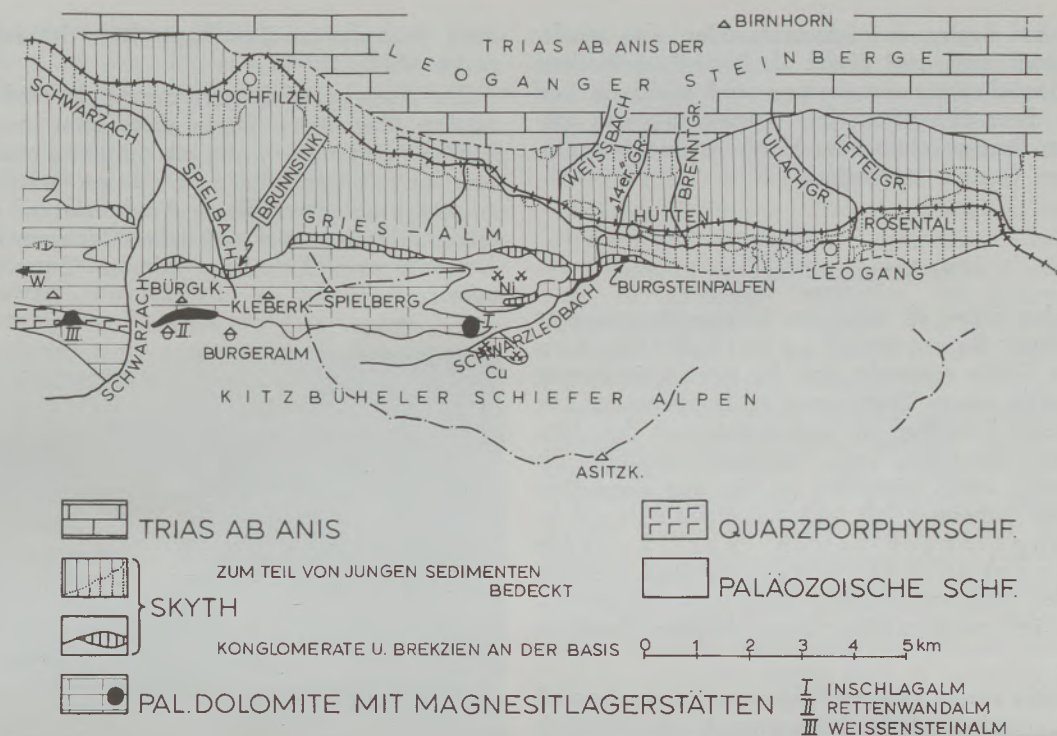 BIRNHORN
TRIAS AB ANIS DER
LEOGANGER STEINBERGE
HOCHFILZEN
SCHWARZACH
SPIELBACH
BRUNNSINK
WEISSBACH
"14er" GR.
BRENNTGR.
ULLACHGR.
LETTELGR.
GRIES-ALM
HÜTTEN
ROSENTAL
LEOGANG
W
BÜRGLK.
KLEBERK.
SPIELBERG
Ni
BURGSTEINPALFEN
III
II
I
SCHWARZACH
BURGERALM
SCHWARZLEOBACH
Cu
KITZBÜHELER SCHIEFER ALPEN
ASITZK.
TRIAS AB ANIS
ZUM TEIL VON JUNGEN SEDIMENTEN
BEDECKT
SKYTH
KONGLOMERATE U. BREKZIEN AN DER BASIS
PAL. DOLOMITE MIT MAGNESITLAGERSTÄTTEN
QUARZPORPHYRSCHF.
PALÄOZOISCHE SCHF.
0 1 2 3 4 5 km
I INSCHLAGALM
II RETTENWANDALM
III WEISSENSTEINALM